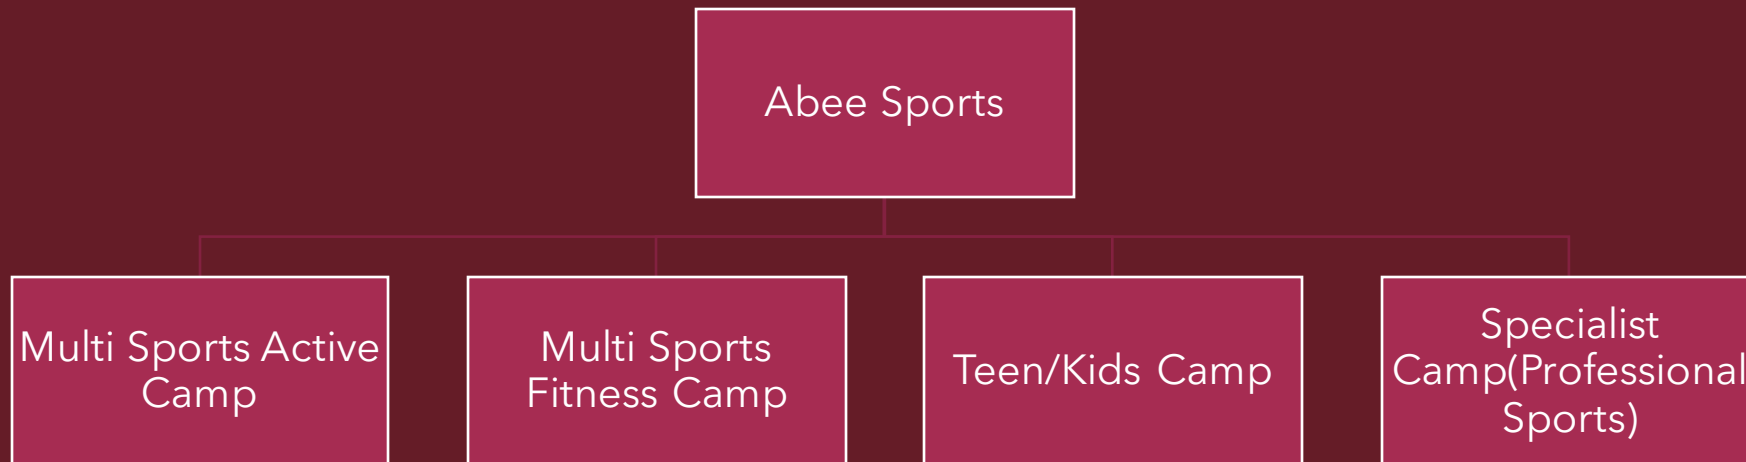 Abee Sports
Multi Sports Active
Camp
Multi Sports
Fitness Camp
Teen/Kids Camp
Specialist
Camp(Professional
Sports)